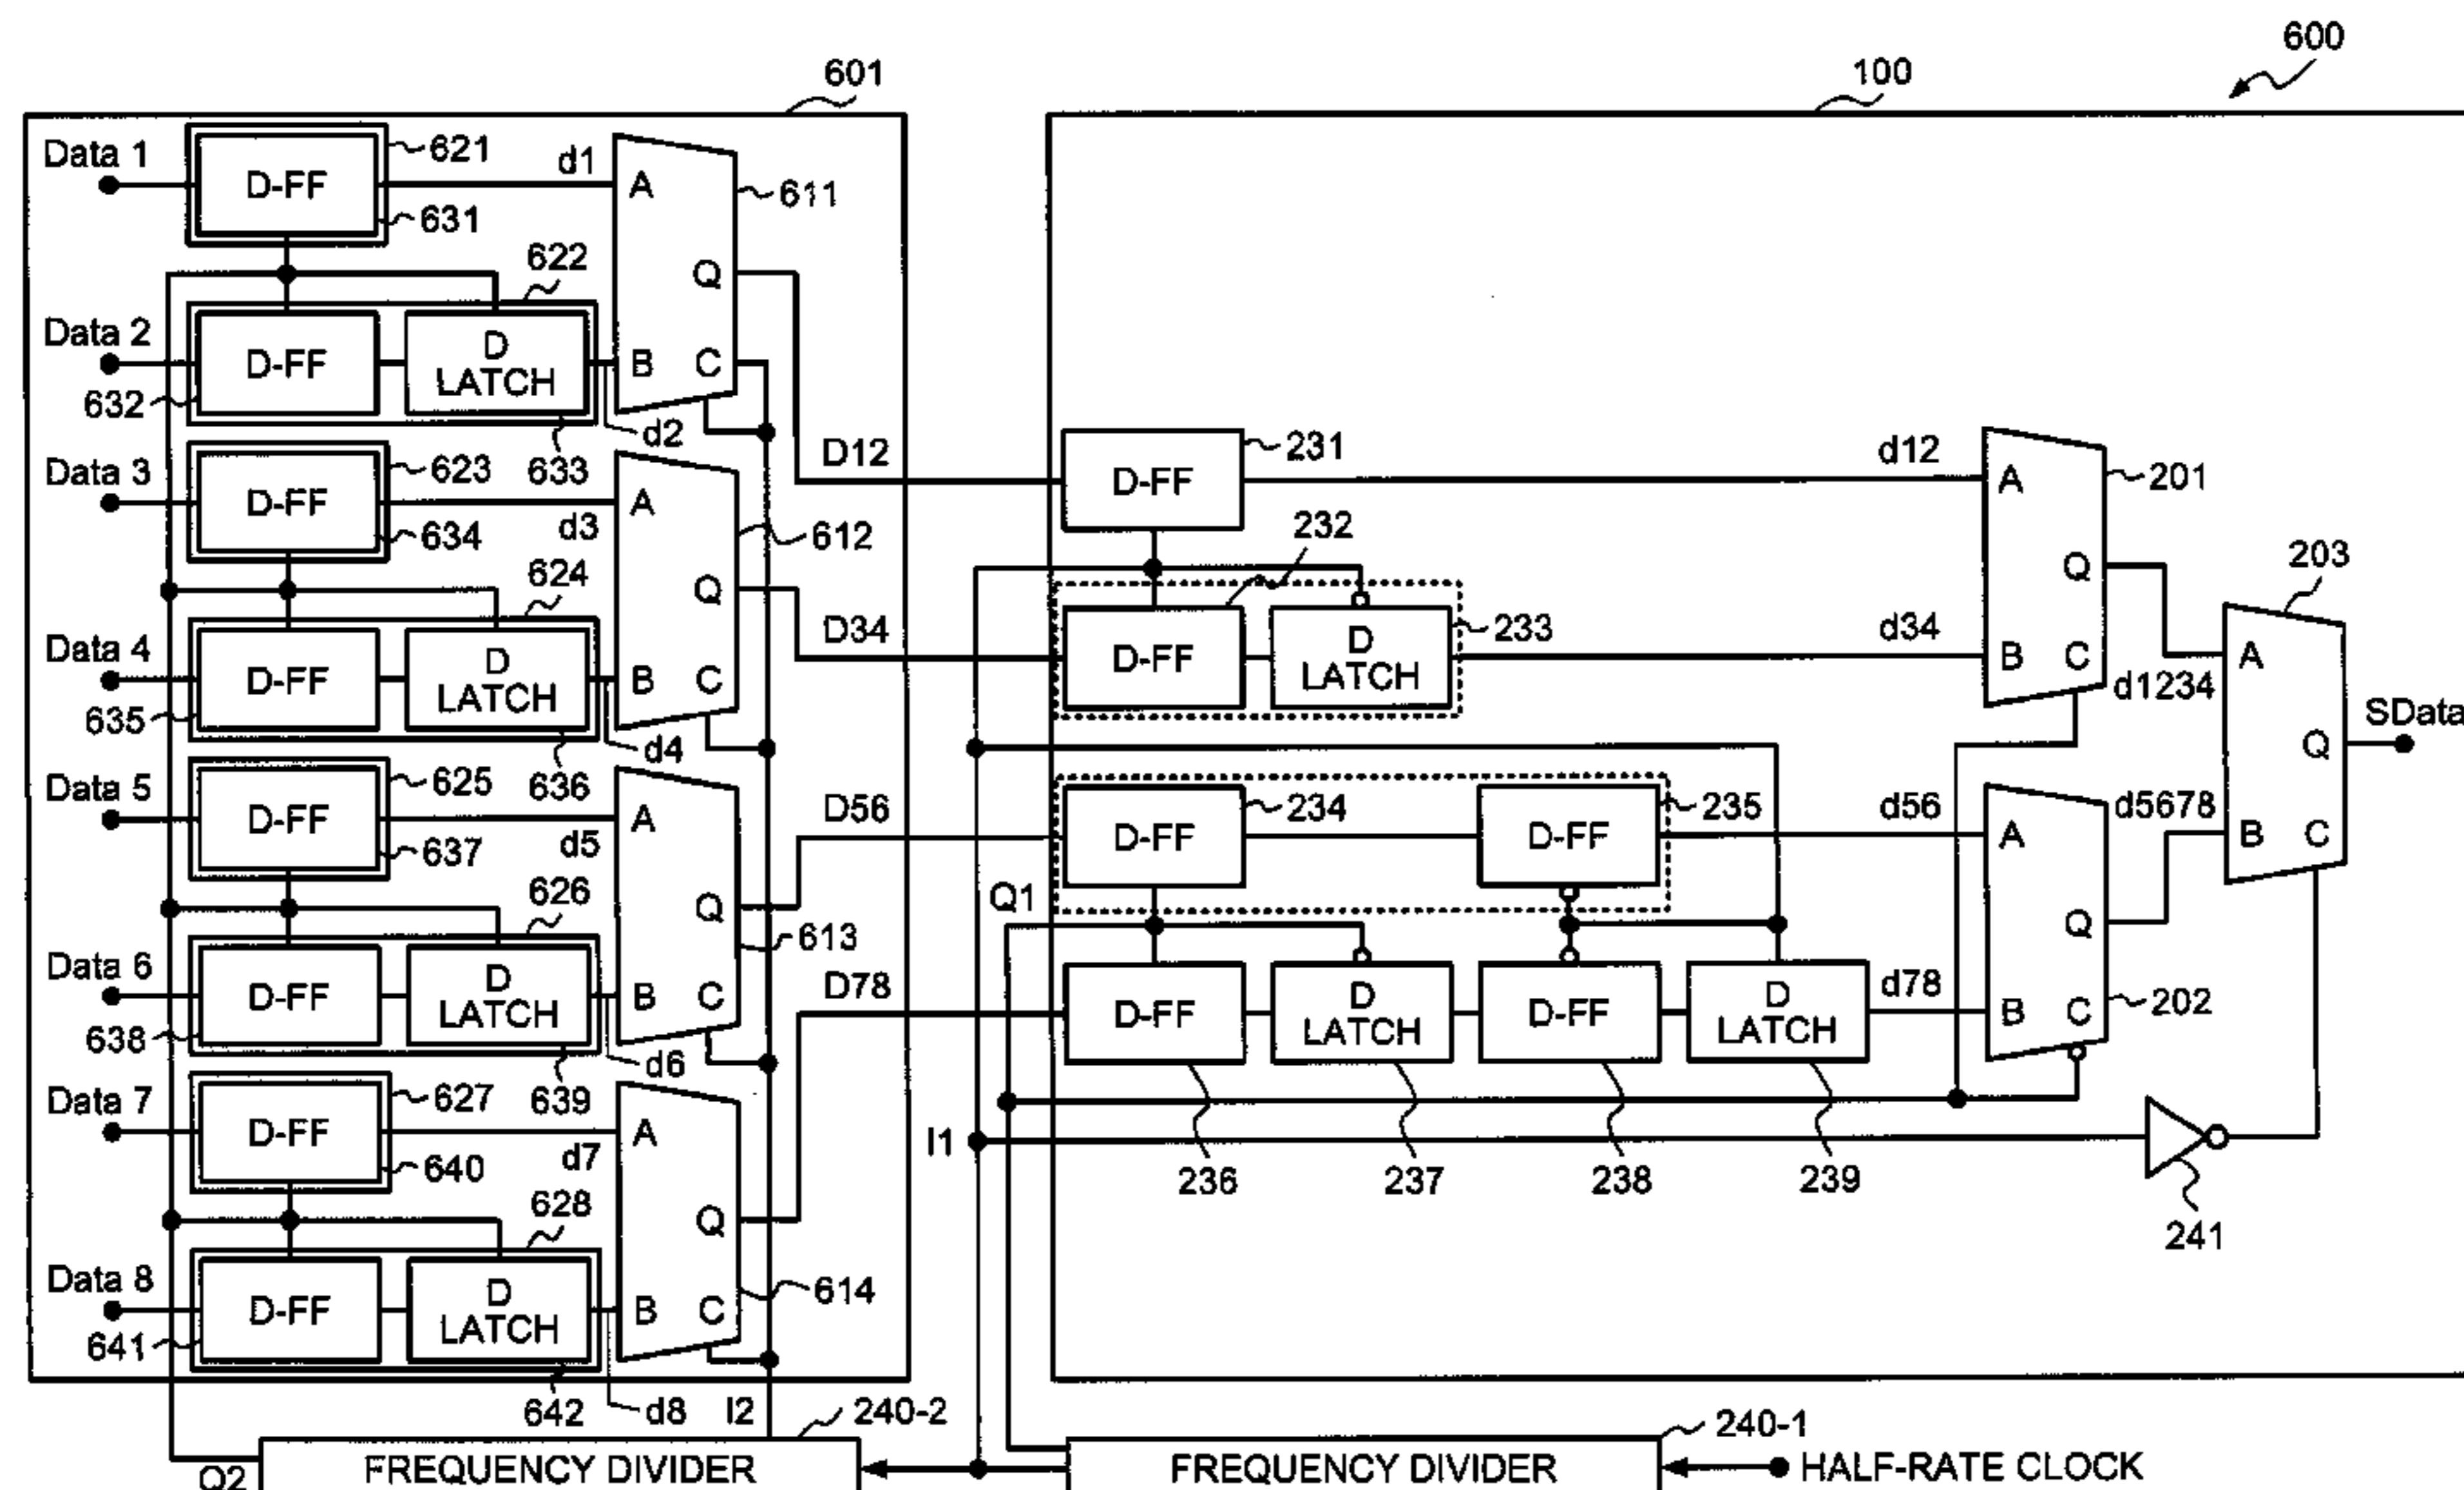 600
601
100
Data 1
D-FF
621
631
d1
A
611
Q
622
Data 2
D-FF
D
LATCH
B
C
632
633
d2
D12
Data 3
D-FF
623
634
d3
A
612
Q
624
D34
Data 4
D-FF
D
LATCH
B
C
635
636
d4
Data 5
D-FF
625
637
d5
A
D56
Q
613
626
Data 6
D-FF
D
LATCH
B
C
638
639
d6
D78
Data 7
D-FF
627
640
d7
A
Q
628
614
Data 8
D-FF
D
LATCH
B
C
641
642
d8
I2
240-2
Q2
FREQUENCY DIVIDER
D-FF
231
d12
A
201
232
Q
203
D-FF
D
LATCH
233
d34
B
C
d1234
A
SData
Q
D-FF
234
D-FF
235
d56
A
d5678
B
C
Q1
Q
D-FF
D
LATCH
D-FF
D
LATCH
d78
B
C
202
I1
236
237
238
239
241
240-1
FREQUENCY DIVIDER
HALF-RATE CLOCK